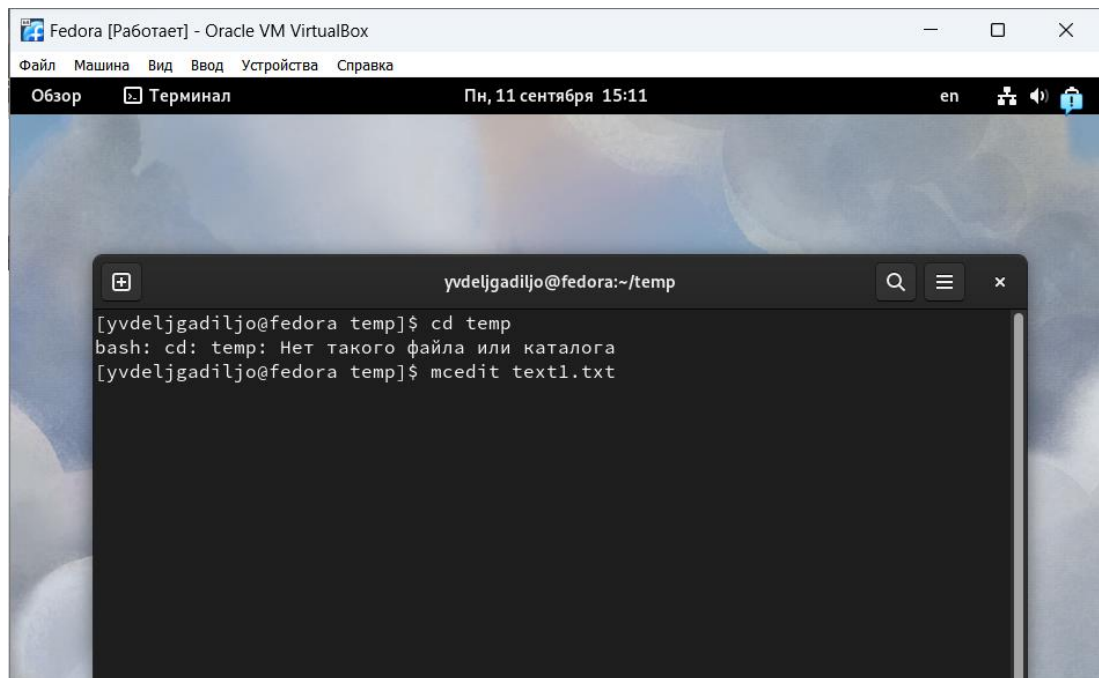 Fedora [Работает] - Oracle VM VirtualBox
Файл Машина Вид Ввод Устройства Справка
Обзор Терминал Пн, 11 сентября 15:11 en
yvdeljgadiljo@fedora:~/temp
[yvdeljgadiljo@fedora temp]$ cd temp
bash: cd: temp: Нет такого файла или каталога
[yvdeljgadiljo@fedora temp]$ mcedit text1.txt